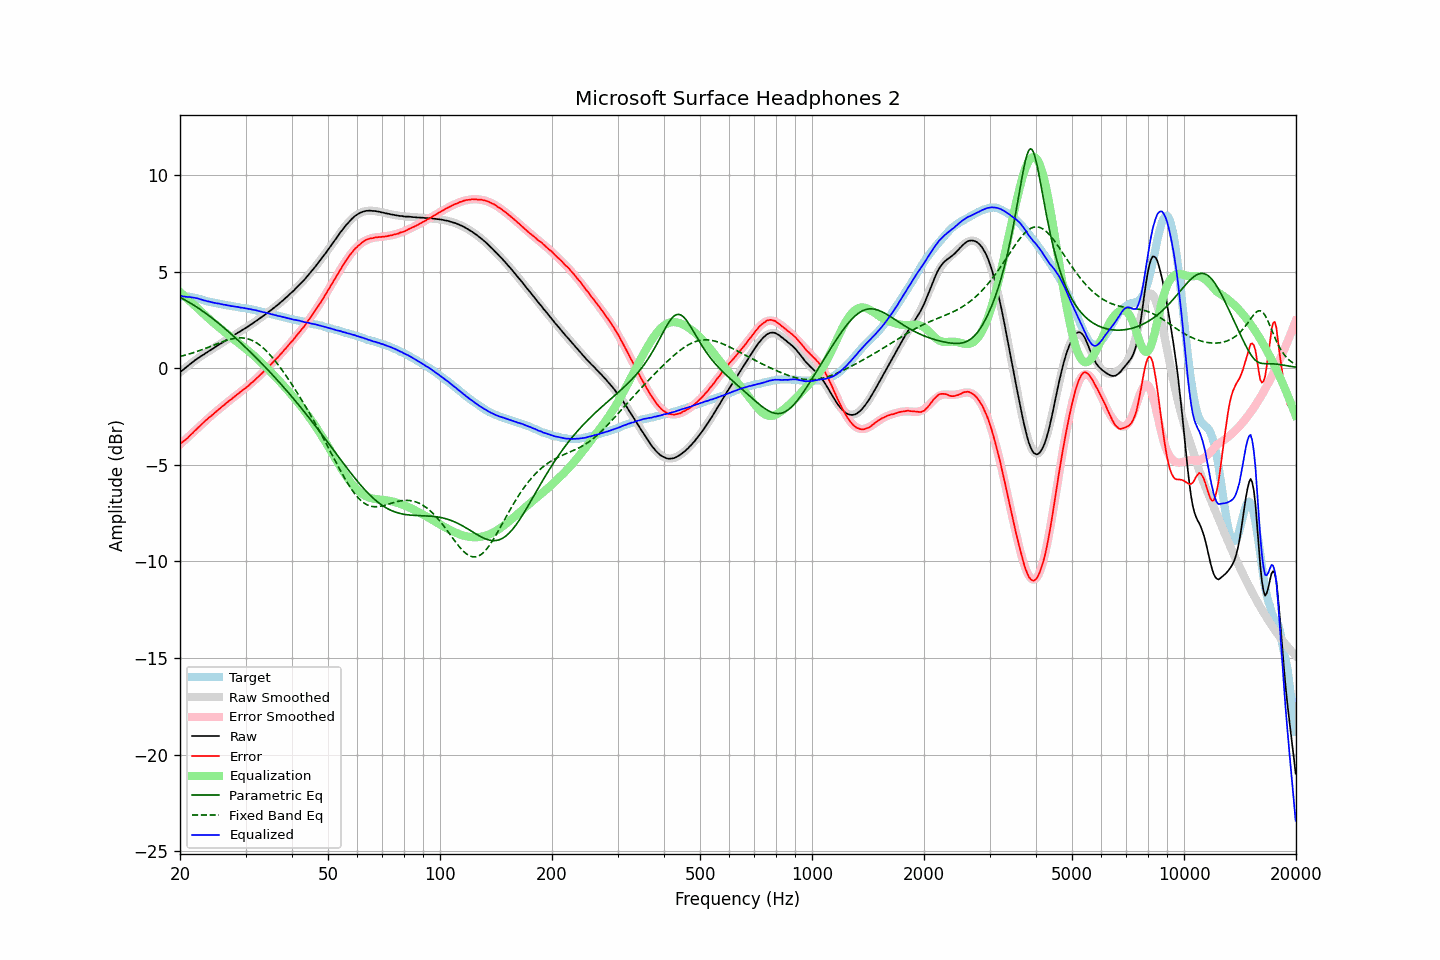 Microsoft Surface Headphones 2
Amplitude (dBr)
10
5
0
−5
−10
−15
−20
−25
Target
Raw Smoothed
Error Smoothed
Raw
Error
Equalization
Parametric Eq
Fixed Band Eq
Equalized
20 50 100 200 500 1000 2000 5000 10000 20000
Frequency (Hz)